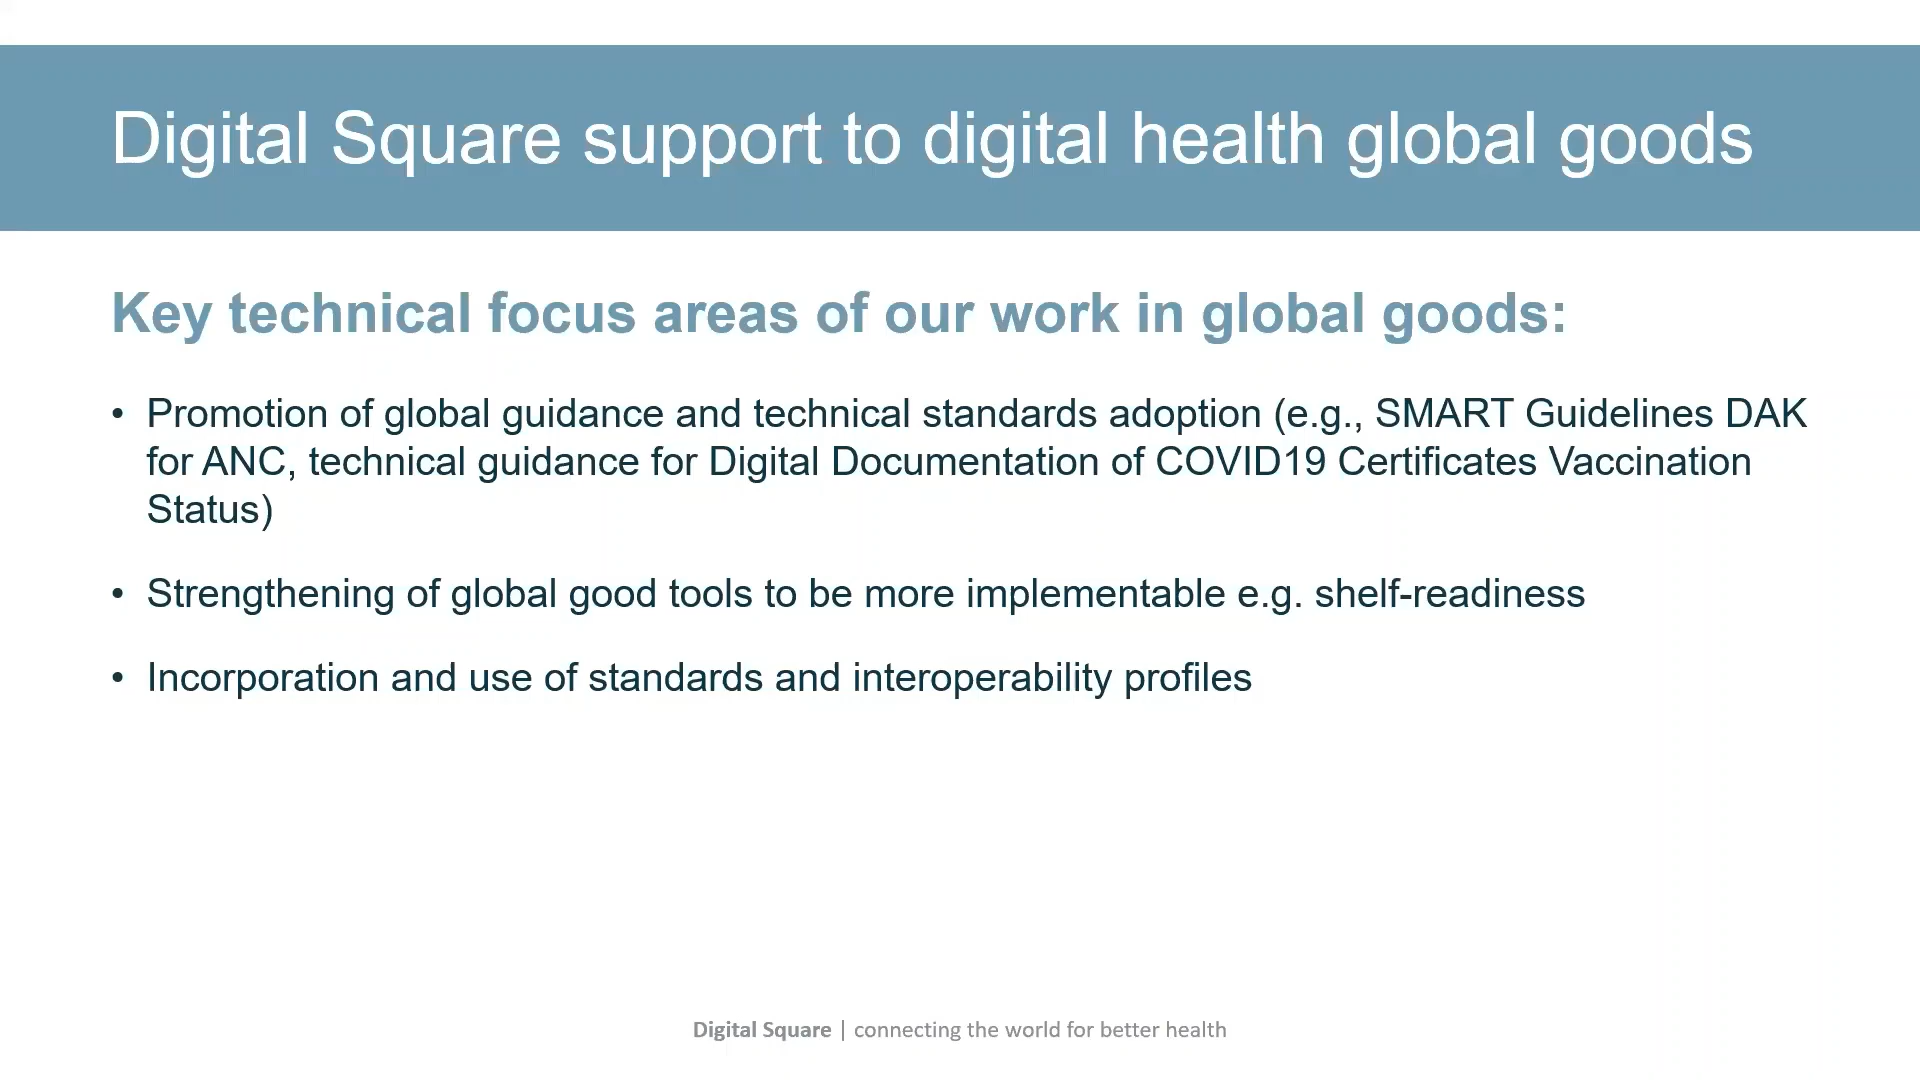 Digital Square support to digital health global goods
Key technical focus areas of our work in global goods:
• Promotion of global guidance and technical standards adoption (e.g., SMART Guidelines DAK
for ANC, technical guidance for Digital Documentation of COVID19 Certificates Vaccination
Status)
• Strengthening of global good tools to be more implementable e.g. shelf-readiness
• Incorporation and use of standards and interoperability profiles
Digital Square | connecting the world for better health